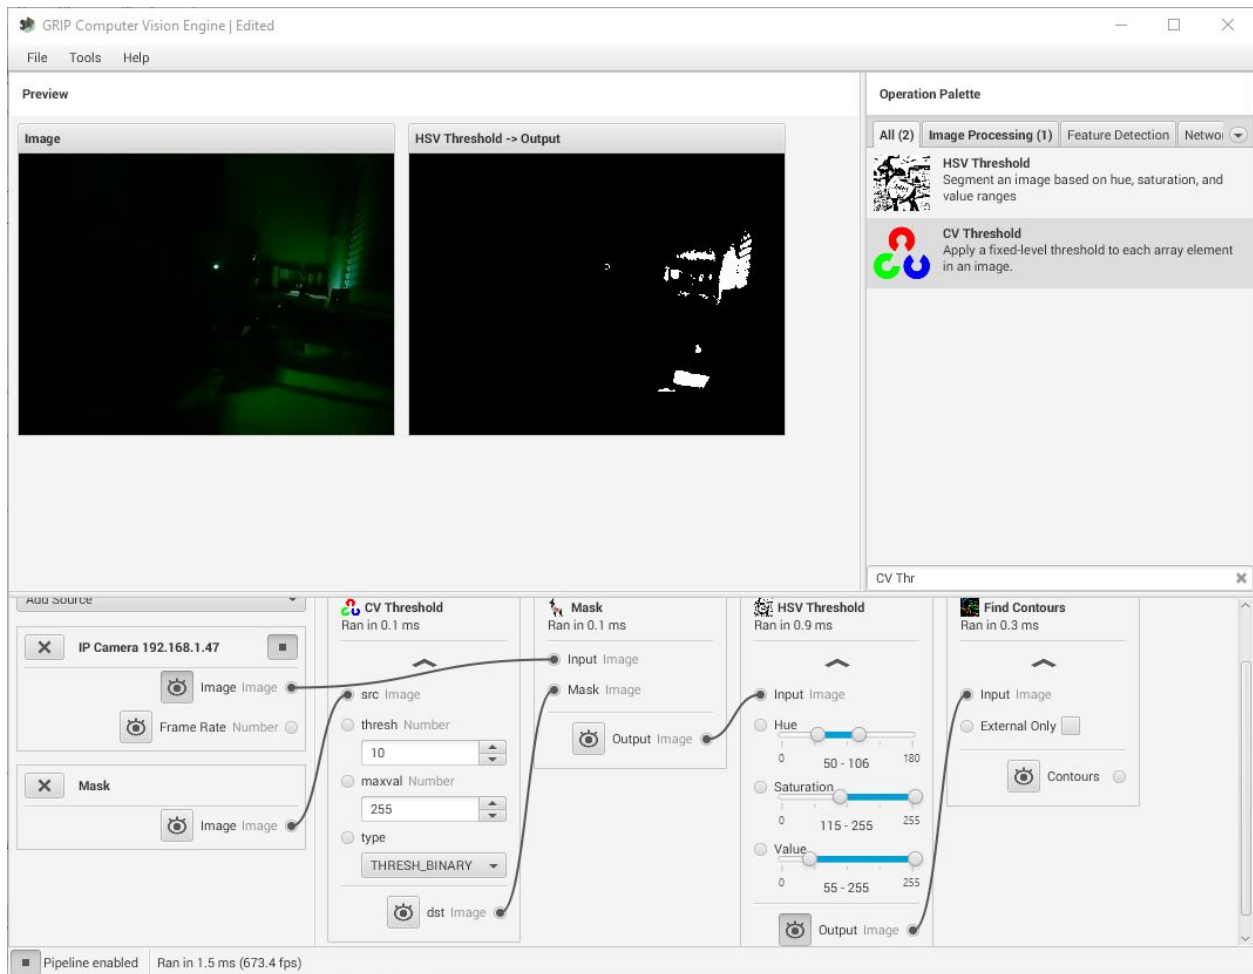 GRIP Computer Vision Engine | Edited
File Tools Help
Preview
Image
HSV Threshold -> Output
Operation Palette
All (2) Image Processing (1) Feature Detection Netwo
HSV Threshold
Segment an image based on hue, saturation, and
value ranges
CV Threshold
Apply a fixed-level threshold to each array element
in an image.
CV Thr
Add Source
IP Camera 192.168.1.47
Image Image
Frame Rate Number
Mask
Image Image
CV Threshold
Ran in 0.1 ms
src Image
thresh Number
10
maxval Number
255
type
THRESH_BINARY
dst Image
Mask
Ran in 0.1 ms
Input Image
Mask Image
Output Image
HSV Threshold
Ran in 0.9 ms
Input Image
Hue
0 50 - 106 180
Saturation
0 115 - 255 255
Value
0 55 - 255 255
Output Image
Find Contours
Ran in 0.3 ms
Input Image
External Only
Contours
Pipeline enabled Ran in 1.5 ms (673.4 fps)